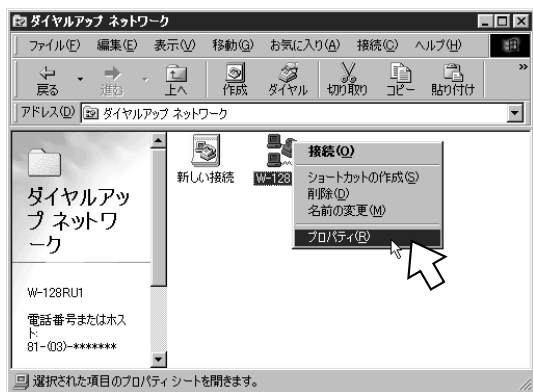 ダイヤルアップ ネットワーク
ファイル(F) 編集(E) 表示(V) 移動(G) お気に入り(A) 接続(C) ヘルプ(H)
戻る 進む 上へ 作成 ダイヤル 切り取り コピー 貼り付け »
アドレス(D) ダイヤルアップ ネットワーク
新しい接続 W-128
接続(O)
ショートカットの作成(S)
削除(D)
名前の変更(M)
プロパティ(R)
ダイヤルアッ
プ ネットワ
ーク
W-128RU1
電話番号またはホス
ト:
81-(03)-*******
選択された項目のプロパティ シートを開きます。